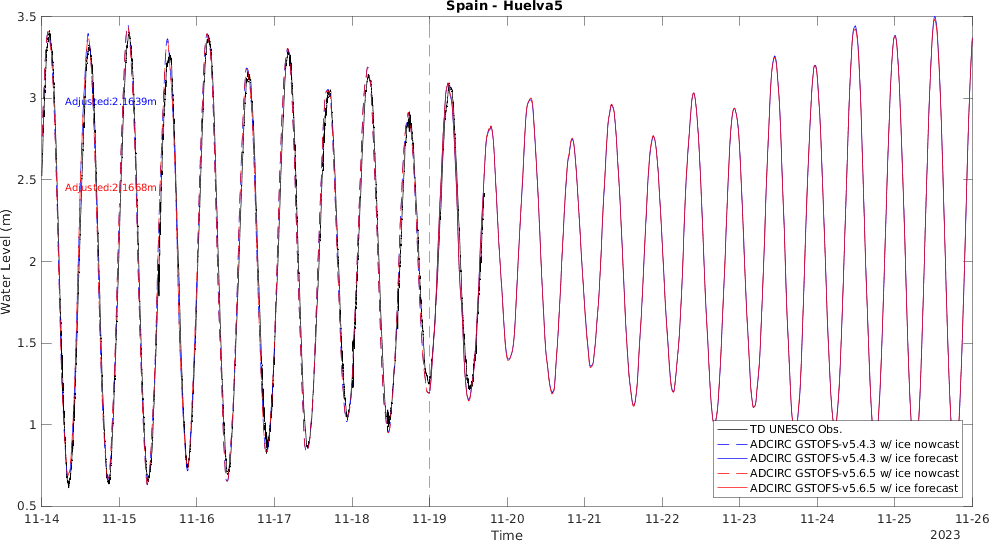 Spain - Huelva5
3.5
3
2.5
2
1.5
1
0.5
Water Level (m)
Adjusted:2.1639m
Adjusted:2.1668m
TD UNESCO Obs.
ADCIRC GSTOFS-v5.4.3 w/ ice nowcast
ADCIRC GSTOFS-v5.4.3 w/ ice forecast
ADCIRC GSTOFS-v5.6.5 w/ ice nowcast
ADCIRC GSTOFS-v5.6.5 w/ ice forecast
11-14 11-15 11-16 11-17 11-18 11-19 11-20 11-21 11-22 11-23 11-24 11-25 11-26
Time
2023